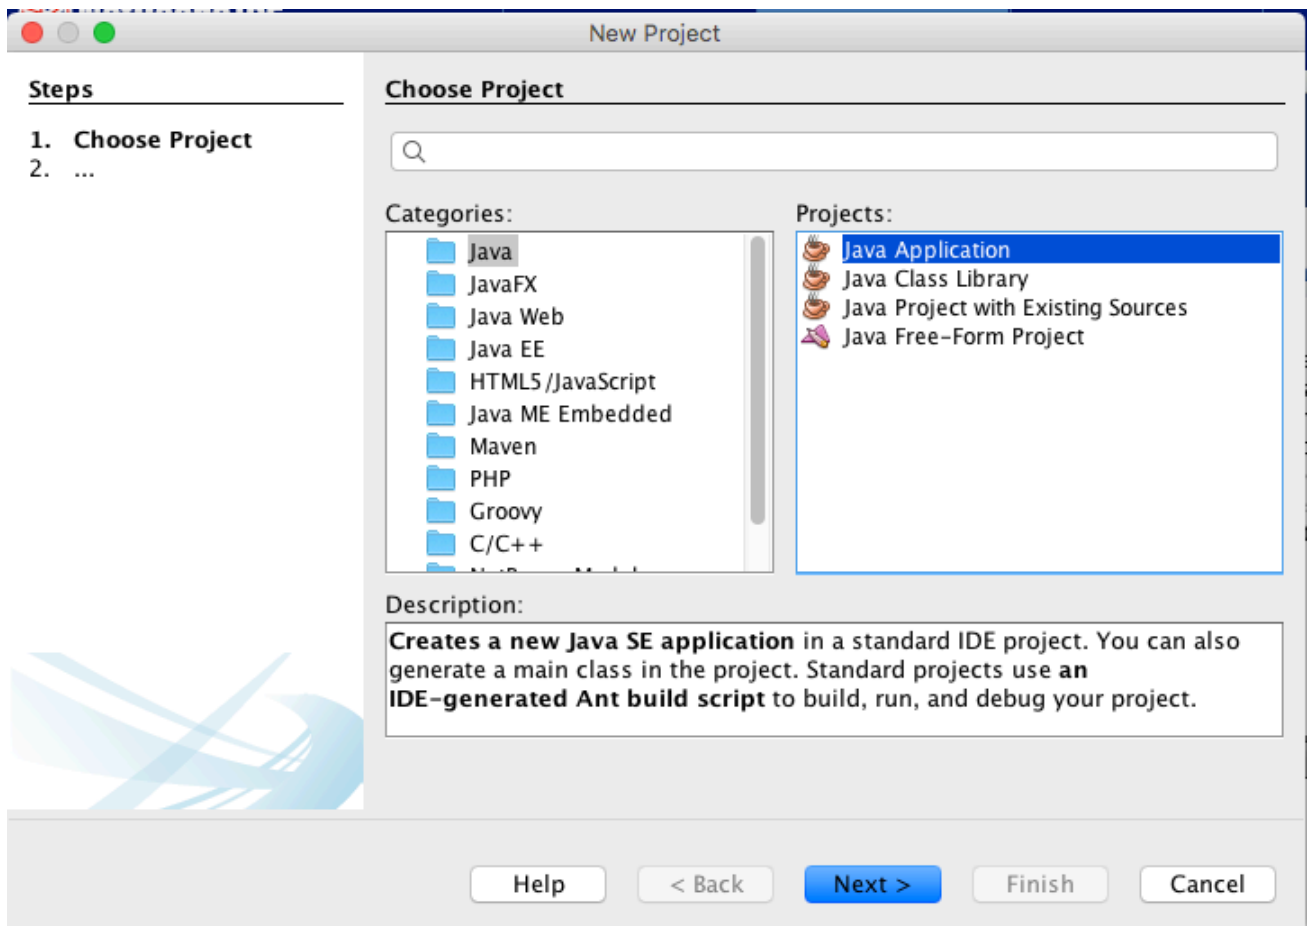 New Project
Steps
1. Choose Project
2. ...
Choose Project
Categories:
Java
JavaFX
Java Web
Java EE
HTML5/JavaScript
Java ME Embedded
Maven
PHP
Groovy
C/C++
Projects:
Java Application
Java Class Library
Java Project with Existing Sources
Java Free-Form Project
Description:
Creates a new Java SE application in a standard IDE project. You can also
generate a main class in the project. Standard projects use an
IDE-generated Ant build script to build, run, and debug your project.
Help
< Back
Next >
Finish
Cancel